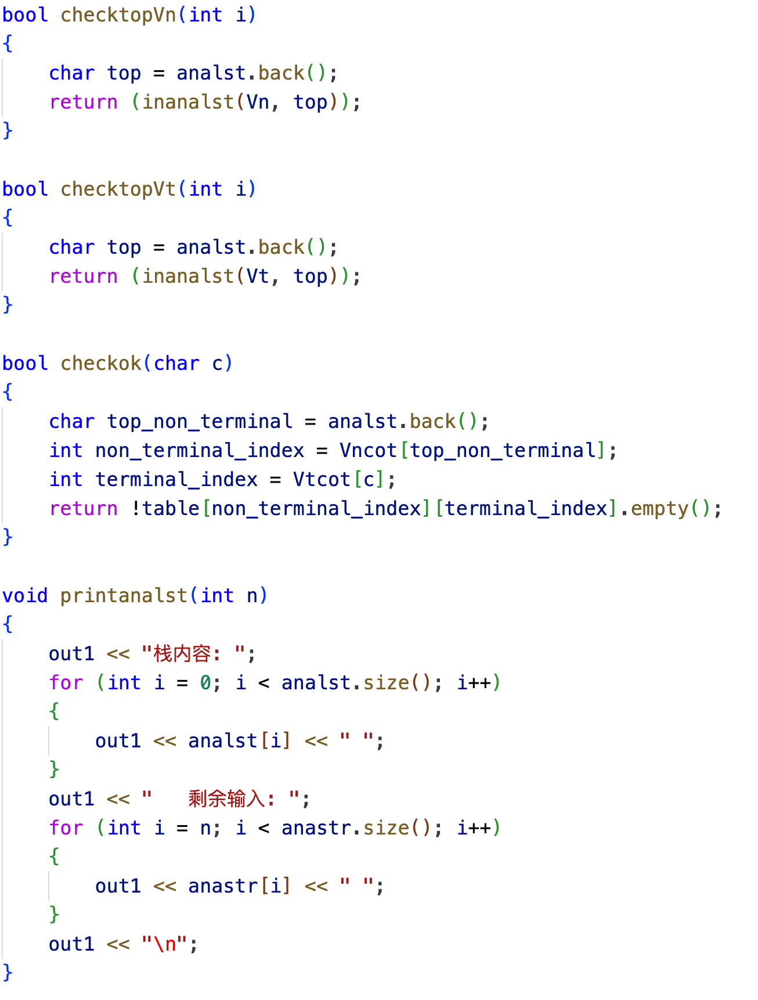 bool checktopVn(int i)
{
    char top = analst.back();
    return (inanalst(Vn, top));
}

bool checktopVt(int i)
{
    char top = analst.back();
    return (inanalst(Vt, top));
}

bool checkok(char c)
{
    char top_non_terminal = analst.back();
    int non_terminal_index = Vncot[top_non_terminal];
    int terminal_index = Vtcot[c];
    return !table[non_terminal_index][terminal_index].empty();
}

void printanalst(int n)
{
    out1 << "栈内容: ";
    for (int i = 0; i < analst.size(); i++)
    {
        out1 << analst[i] << " ";
    }
    out1 << "   剩余输入: ";
    for (int i = n; i < anastr.size(); i++)
    {
        out1 << anastr[i] << " ";
    }
    out1 << "\n";
}